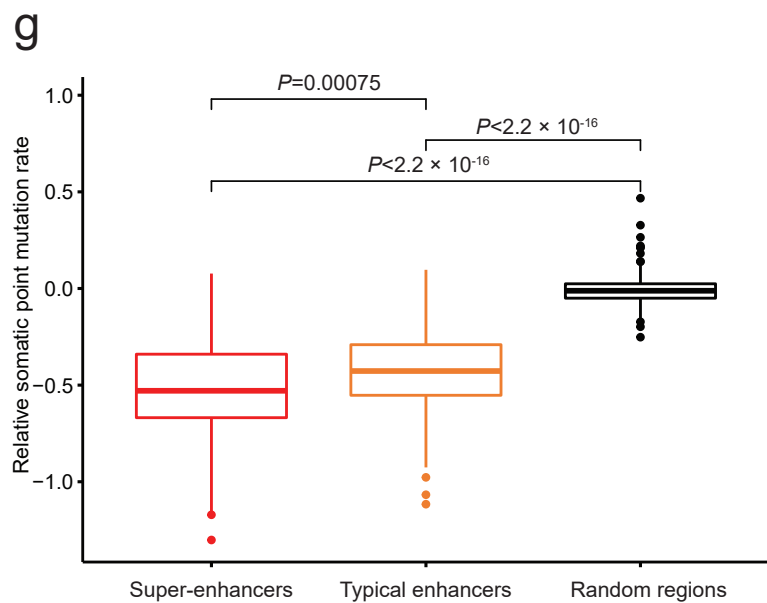 g
P=0.00075
P<2.2 × 10-16
P<2.2 × 10-16
Relative somatic point mutation rate
1.0
0.5
0.0
−0.5
−1.0
Super-enhancers
Typical enhancers
Random regions